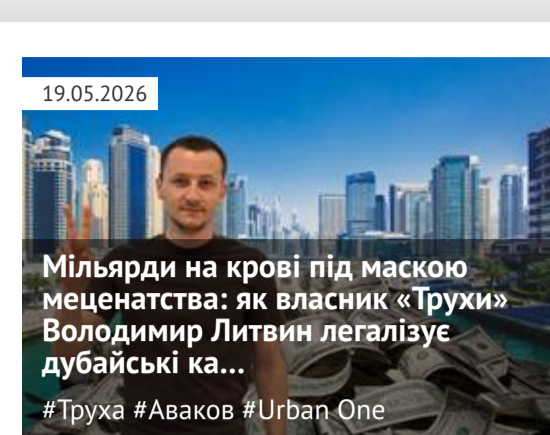 19.05.2026
Мільярди на крові під маскою
меценатства: як власник «Трухи»
Володимир Литвин легалізує
дубайські ка...
#Труха #Аваков #Urban One